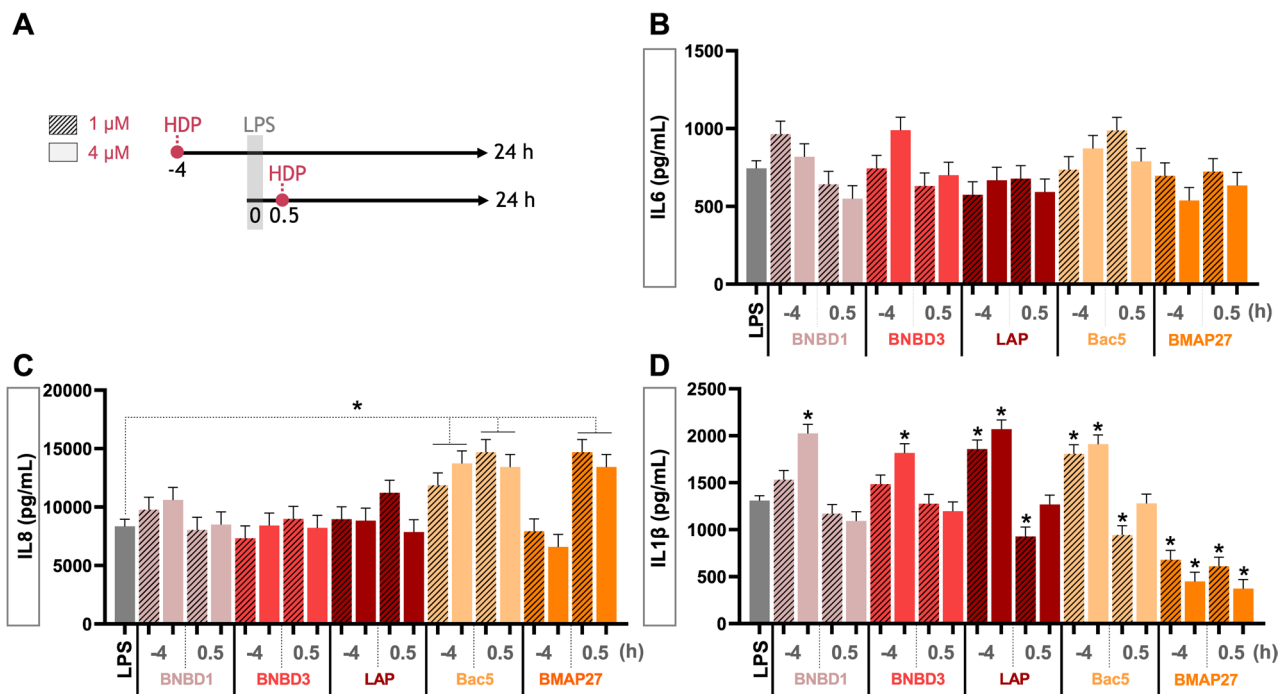 A
1 µM
4 µM
HDP
LPS
-4
24 h
HDP
0
0.5
24 h
B
IL6 (pg/mL)
1500
1000
500
0
LPS
-4 0.5 -4 0.5 -4 0.5 -4 0.5 -4 0.5 (h)
BNBD1 BNBD3 LAP Bac5 BMAP27
C
IL8 (pg/mL)
20000
15000
10000
5000
0
*
LPS
-4 0.5 -4 0.5 -4 0.5 -4 0.5 -4 0.5 (h)
BNBD1 BNBD3 LAP Bac5 BMAP27
D
IL1β (pg/mL)
2500
2000
1500
1000
500
0
* * * * * * * * * * * *
LPS
-4 0.5 -4 0.5 -4 0.5 -4 0.5 -4 0.5 (h)
BNBD1 BNBD3 LAP Bac5 BMAP27